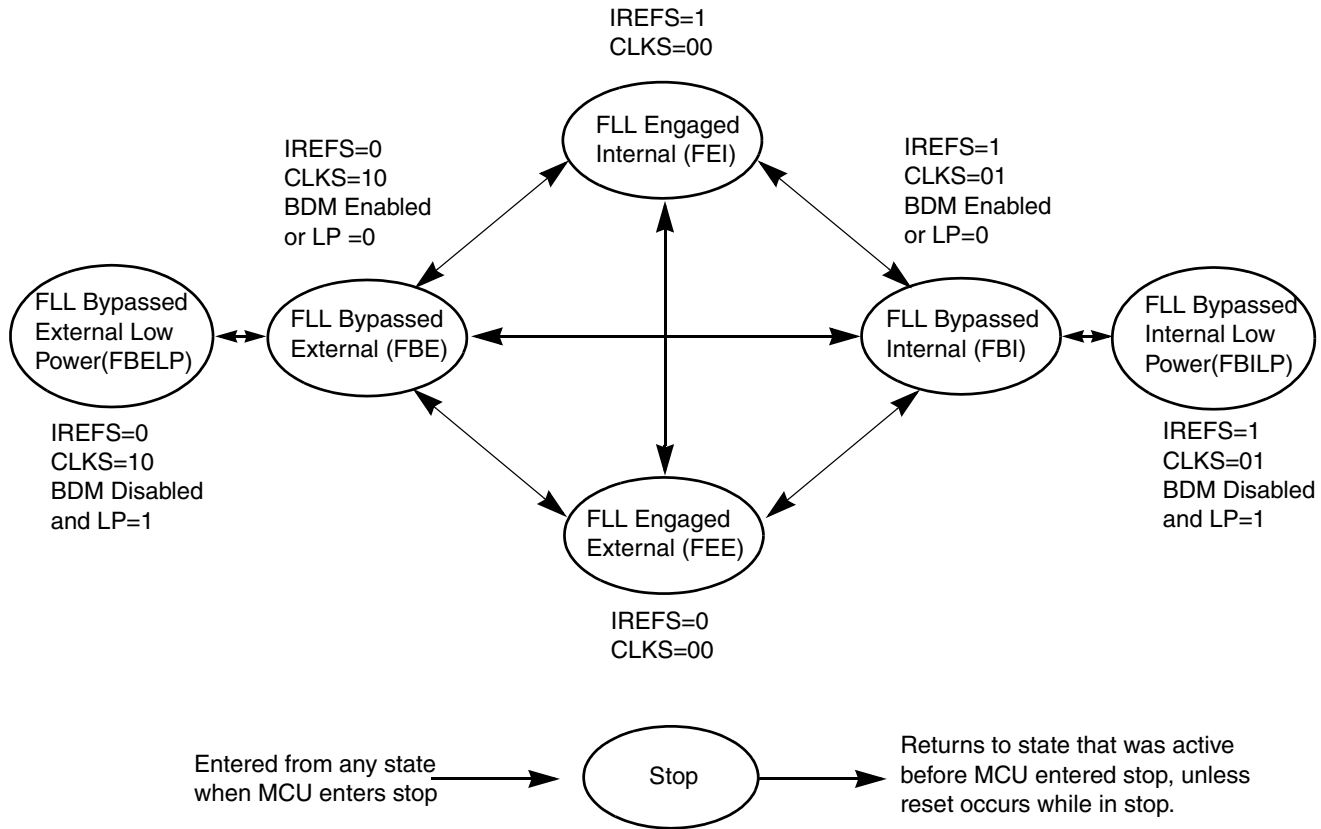 IREFS=1
CLKS=00
FLL Engaged
Internal (FEI)
IREFS=0
CLKS=10
BDM Enabled
or LP =0
IREFS=1
CLKS=01
BDM Enabled
or LP=0
FLL Bypassed
External Low
Power(FBELP)
FLL Bypassed
External (FBE)
FLL Bypassed
Internal (FBI)
FLL Bypassed
Internal Low
Power(FBILP)
IREFS=0
CLKS=10
BDM Disabled
and LP=1
IREFS=1
CLKS=01
BDM Disabled
and LP=1
FLL Engaged
External (FEE)
IREFS=0
CLKS=00
Entered from any state
when MCU enters stop
Stop
Returns to state that was active
before MCU entered stop, unless
reset occurs while in stop.